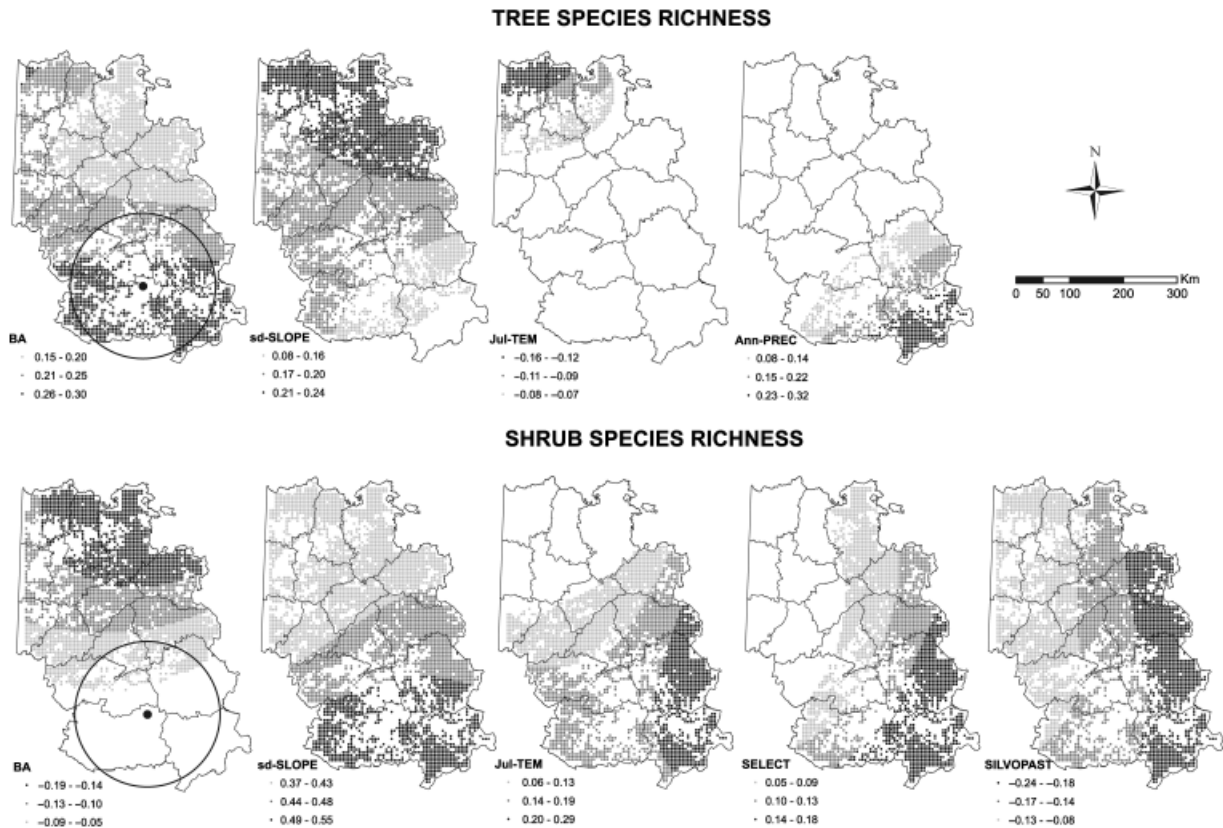 TREE SPECIES RICHNESS
N
Km
0 50 100 200 300
BA
0.15 - 0.20
0.21 - 0.25
0.26 - 0.30
sd-SLOPE
0.08 - 0.16
0.17 - 0.20
0.21 - 0.24
Jul-TEM
−0.16 - −0.12
−0.11 - −0.09
−0.08 - −0.07
Ann-PREC
0.08 - 0.14
0.15 - 0.22
0.23 - 0.32
SHRUB SPECIES RICHNESS
BA
−0.19 - −0.14
−0.13 - −0.10
−0.09 - −0.05
sd-SLOPE
0.37 - 0.43
0.44 - 0.48
0.49 - 0.55
Jul-TEM
0.06 - 0.13
0.14 - 0.19
0.20 - 0.29
SELECT
0.05 - 0.09
0.10 - 0.13
0.14 - 0.18
SILVOPAST
−0.24 - −0.18
−0.17 - −0.14
−0.13 - −0.08